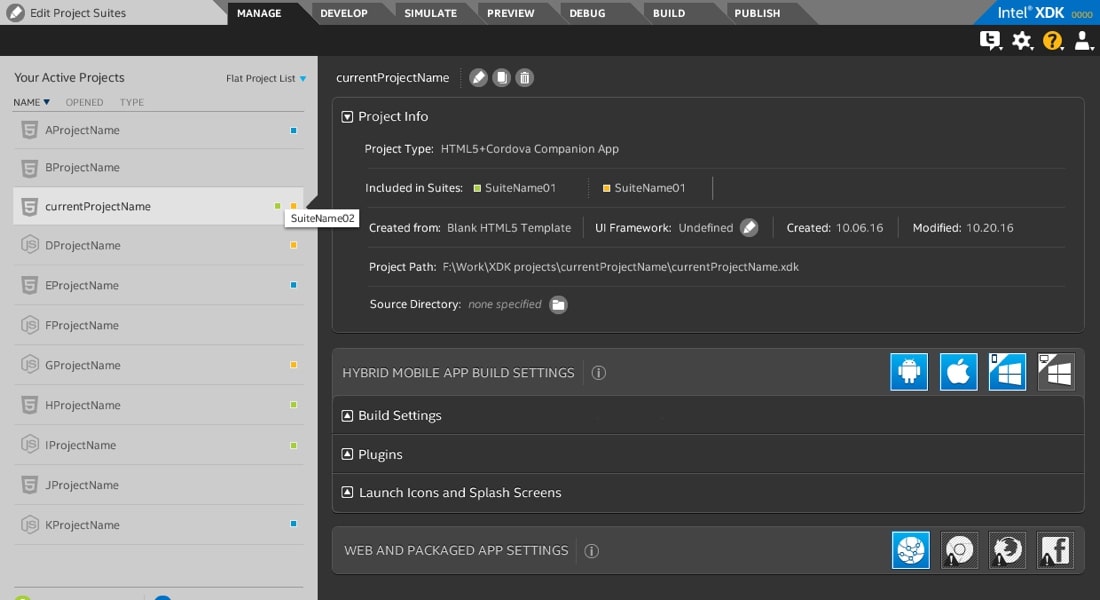 Edit Project Suites
MANAGE DEVELOP SIMULATE PREVIEW DEBUG BUILD PUBLISH
Intel® XDK 0000
Your Active Projects
Flat Project List
NAME OPENED TYPE
AProjectName
BProjectName
currentProjectName
SuiteName02
DProjectName
EProjectName
FProjectName
GProjectName
HProjectName
IProjectName
JProjectName
KProjectName
currentProjectName
Project Info
Project Type: HTML5+Cordova Companion App
Included in Suites: SuiteName01 SuiteName01
Created from: Blank HTML5 Template UI Framework: Undefined Created: 10.06.16 Modified: 10.20.16
Project Path: F:\Work\XDK projects\currentProjectName\currentProjectName.xdk
Source Directory: none specified
HYBRID MOBILE APP BUILD SETTINGS
Build Settings
Plugins
Launch Icons and Splash Screens
WEB AND PACKAGED APP SETTINGS